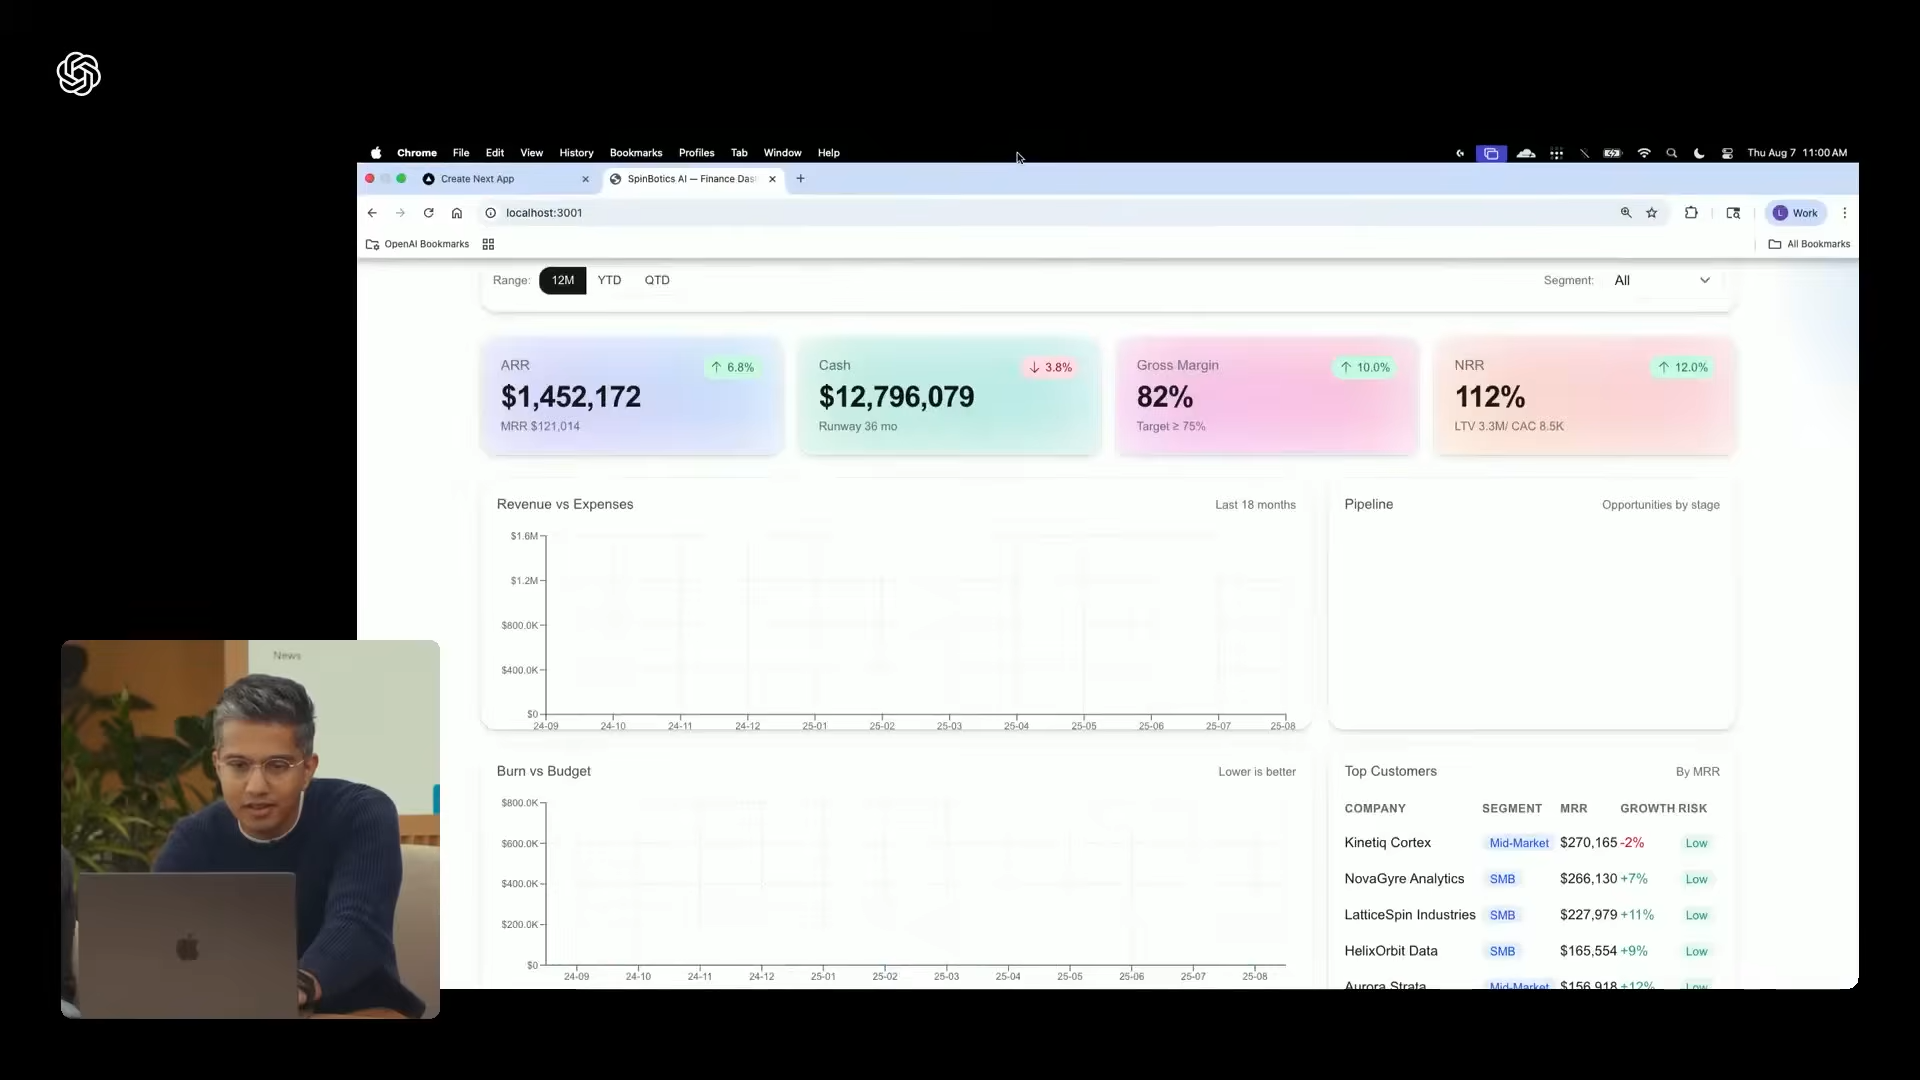 Chrome File Edit View History Bookmarks Profiles Tab Window Help Thu Aug 7 11:00 AM
Create Next App SpinBotics AI — Finance Das
localhost:3001 L Work
OpenAI Bookmarks All Bookmarks
Range: 12M YTD QTD Segment: All
ARR ↑ 6.8%
$1,452,172
MRR $121,014
Cash ↓ 3.8%
$12,796,079
Runway 36 mo
Gross Margin ↑ 10.0%
82%
Target ≥ 75%
NRR ↑ 12.0%
112%
LTV 3.3M/ CAC 8.5K
Revenue vs Expenses Last 18 months
$1.6M
$1.2M
$800.0K
$400.0K
$0
24-09 24-10 24-11 24-12 25-01 25-02 25-03 25-04 25-05 25-06 25-07 25-08
Pipeline Opportunities by stage
Burn vs Budget Lower is better
$800.0K
$600.0K
$400.0K
$200.0K
$0
24-09 24-10 24-11 24-12 25-01 25-02 25-03 25-04 25-05 25-06 25-07 25-08
Top Customers By MRR
COMPANY SEGMENT MRR GROWTH RISK
Kinetiq Cortex Mid-Market $270,165 -2% Low
NovaGyre Analytics SMB $266,130 +7% Low
LatticeSpin Industries SMB $227,979 +11% Low
HelixOrbit Data SMB $165,554 +9% Low
Aurora Strata Mid-Market $156,918 +12% Low
News